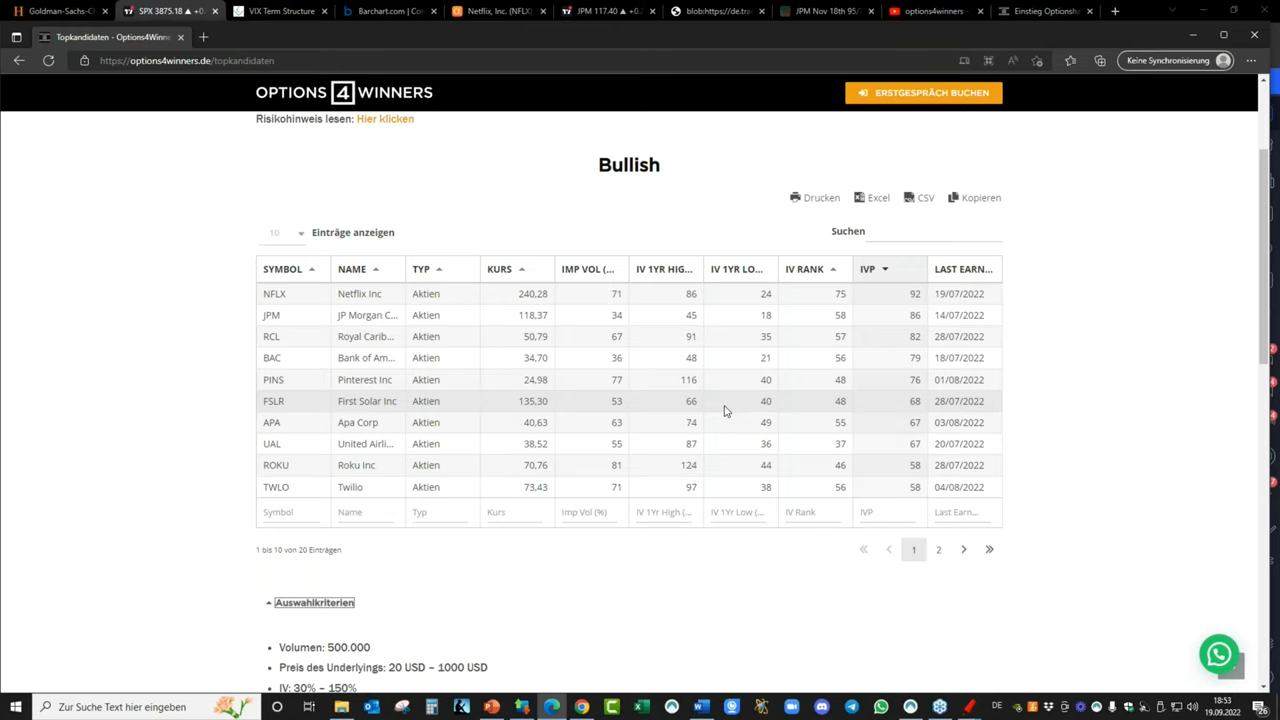 Goldman-Sachs-Ch
SPX 3875.18 ▲ +0.
VIX Term Structure
Barchart.com | Co
Netflix, Inc. (NFLX)
JPM 117.40 ▲ +0.2
blob:https://de.tra
JPM Nov 18th 95/
options4winners -
Einstieg Optionsha
Topkandidaten - Options4Winne
https://options4winners.de/topkandidaten
Keine Synchronisierung
OPTIONS 4 WINNERS
ERSTGESPRÄCH BUCHEN
Risikohinweis lesen: Hier klicken
Bullish
Drucken Excel CSV Kopieren
10 Einträge anzeigen Suchen
SYMBOL NAME TYP KURS IMP VOL (... IV 1YR HIG... IV 1YR LO... IV RANK IVP LAST EARN...
NFLX Netflix Inc Aktien 240,28 71 86 24 75 92 19/07/2022
JPM JP Morgan C... Aktien 118,37 34 45 18 58 86 14/07/2022
RCL Royal Carib... Aktien 50,79 67 91 35 57 82 28/07/2022
BAC Bank of Am... Aktien 34,70 36 48 21 56 79 18/07/2022
PINS Pinterest Inc Aktien 24,98 77 116 40 48 76 01/08/2022
FSLR First Solar Inc Aktien 135,30 53 66 40 48 68 28/07/2022
APA Apa Corp Aktien 40,63 63 74 49 55 67 03/08/2022
UAL United Airli... Aktien 38,52 55 87 36 37 67 20/07/2022
ROKU Roku Inc Aktien 70,76 81 124 44 46 58 28/07/2022
TWLO Twilio Aktien 73,43 71 97 38 56 58 04/08/2022
Symbol Name Typ Kurs Imp Vol (%) IV 1Yr High (... IV 1Yr Low (... IV Rank IVP Last Earn...
1 bis 10 von 20 Einträgen
« ‹ 1 2 › »
Auswahlkriterien
• Volumen: 500.000
• Preis des Underlyings: 20 USD – 1000 USD
• IV: 30% – 150%
Zur Suche Text hier eingeben
DE
18:53
19.09.2022
26